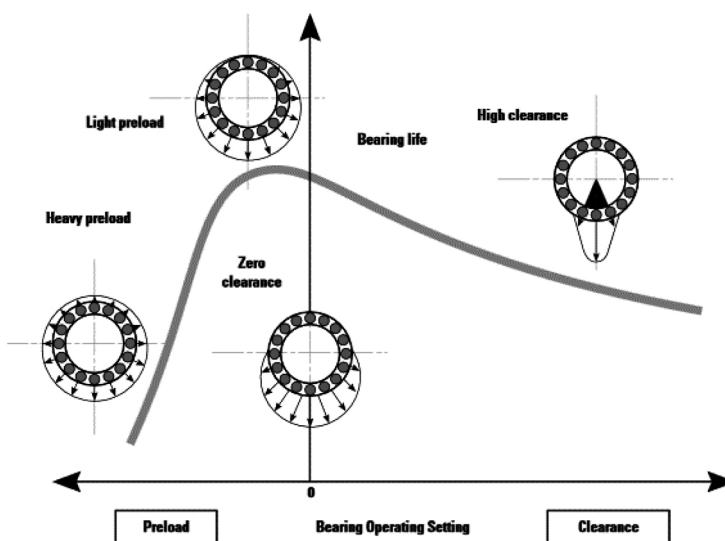 Light preload
High clearance
Bearing life
Heavy preload
Zero
clearance
0
Preload
Bearing Operating Setting
Clearance